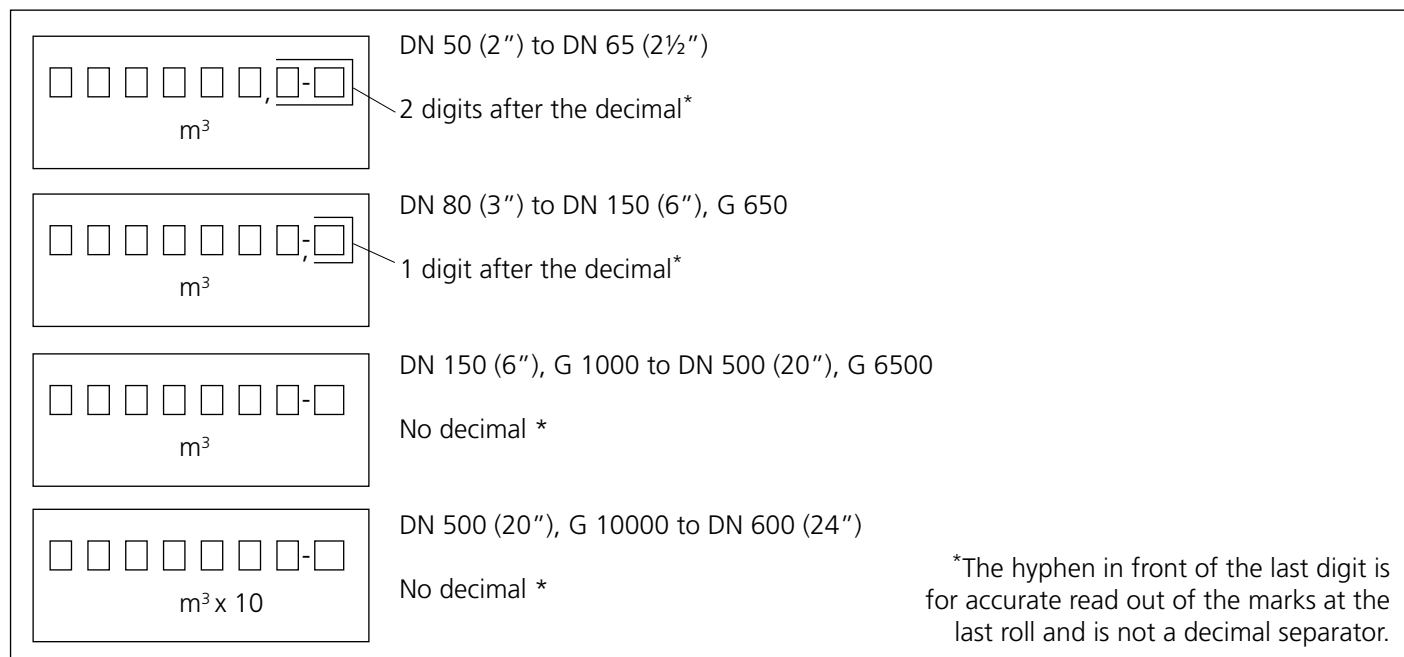 DN 50 (2″) to DN 65 (2½″)
,
-
2 digits after the decimal*
m³
DN 80 (3″) to DN 150 (6″), G 650
,
-
1 digit after the decimal*
m³
DN 150 (6″), G 1000 to DN 500 (20″), G 6500
-
No decimal *
m³
DN 500 (20″), G 10000 to DN 600 (24″)
-
No decimal *
m³ x 10
*The hyphen in front of the last digit is
for accurate read out of the marks at the
last roll and is not a decimal separator.